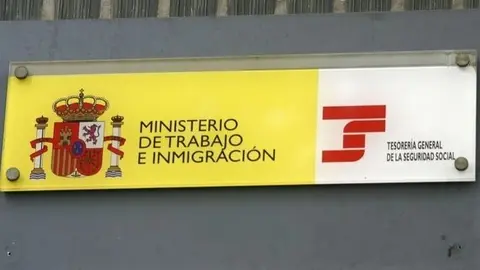 MINISTERIO
DE TRABAJO
E INMIGRACIÓN
TESORERÍA GENERAL
DE LA SEGURIDAD SOCIAL